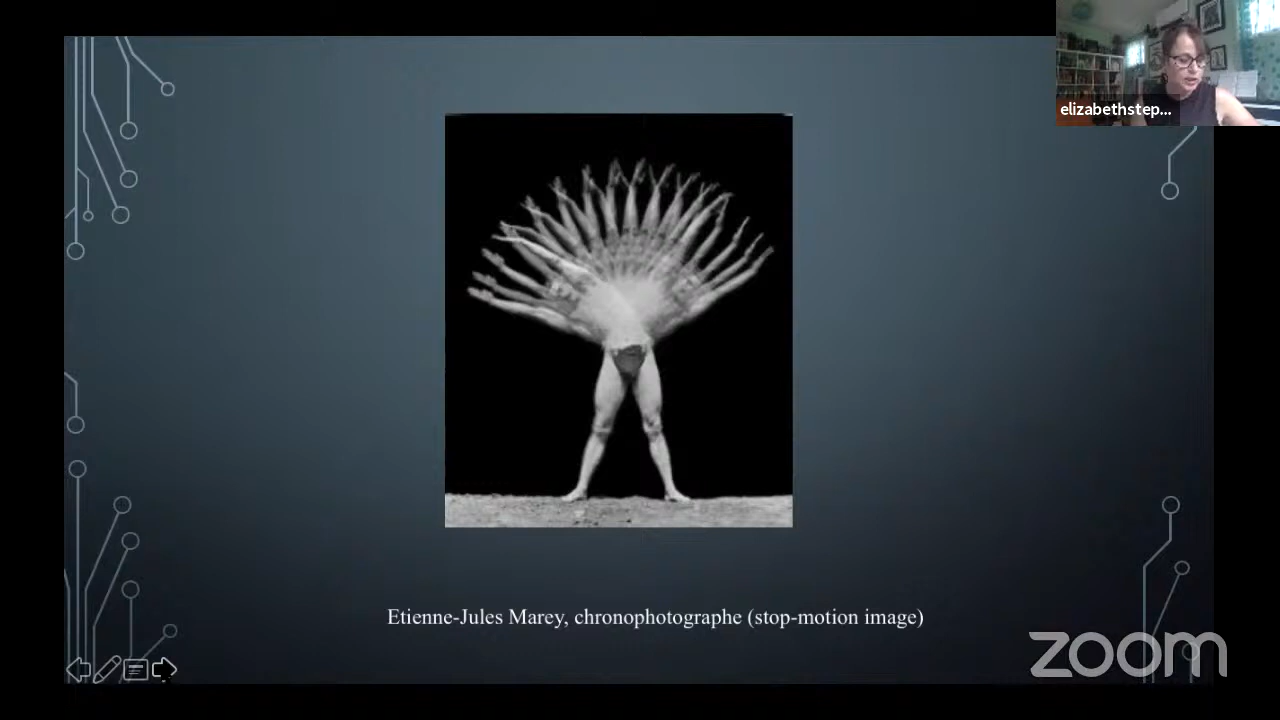 elizabethstep...
Etienne-Jules Marey, chronophotographe (stop-motion image)
zoom